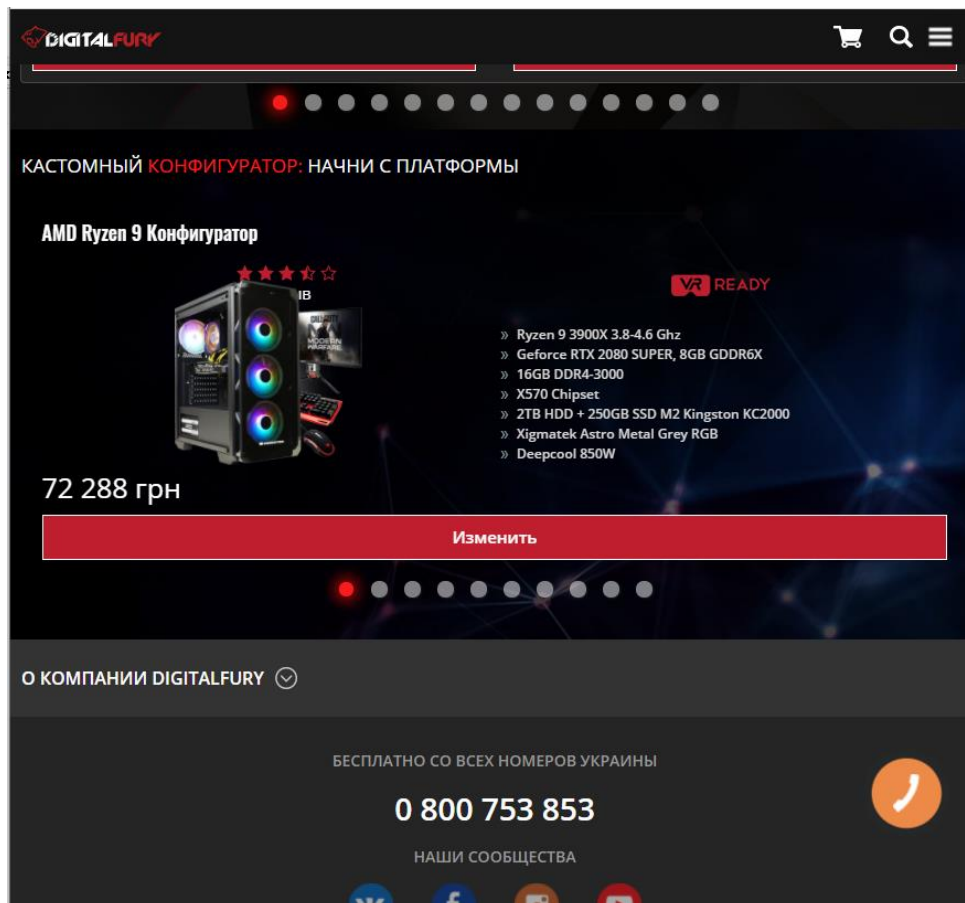 DIGITALFURY
КАСТОМНЫЙ КОНФИГУРАТОР: НАЧНИ С ПЛАТФОРМЫ
AMD Ryzen 9 Конфигуратор
VR READY
» Ryzen 9 3900X 3.8-4.6 Ghz
» Geforce RTX 2080 SUPER, 8GB GDDR6X
» 16GB DDR4-3000
» X570 Chipset
» 2TB HDD + 250GB SSD M2 Kingston KC2000
» Xigmatek Astro Metal Grey RGB
» Deepcool 850W
MODERN
WARFARE
72 288 грн
Изменить
О КОМПАНИИ DIGITALFURY
БЕСПЛАТНО СО ВСЕХ НОМЕРОВ УКРАИНЫ
0 800 753 853
НАШИ СООБЩЕСТВА